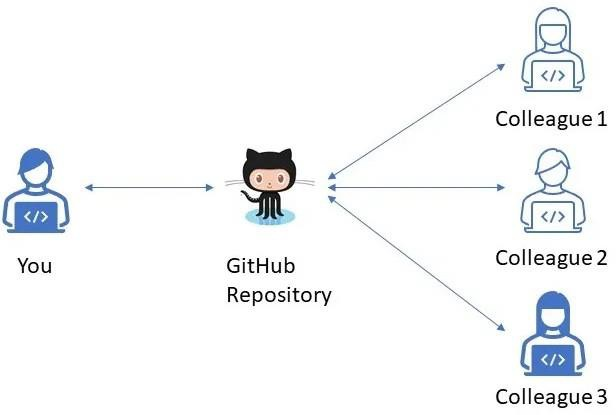 </>
Colleague 1
</>
You
</>
GitHub
Repository
</>
Colleague 2
</>
Colleague 3